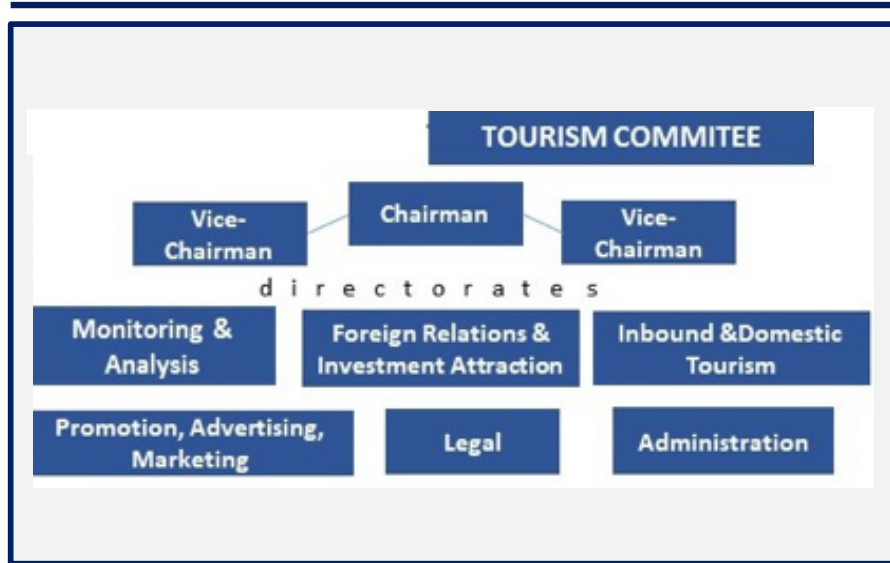 TOURISM COMMITEE
Chairman
Vice-
Chairman
Vice-
Chairman
directorates
Monitoring &
Analysis
Foreign Relations &
Investment Attraction
Inbound &Domestic
Tourism
Promotion, Advertising,
Marketing
Legal
Administration